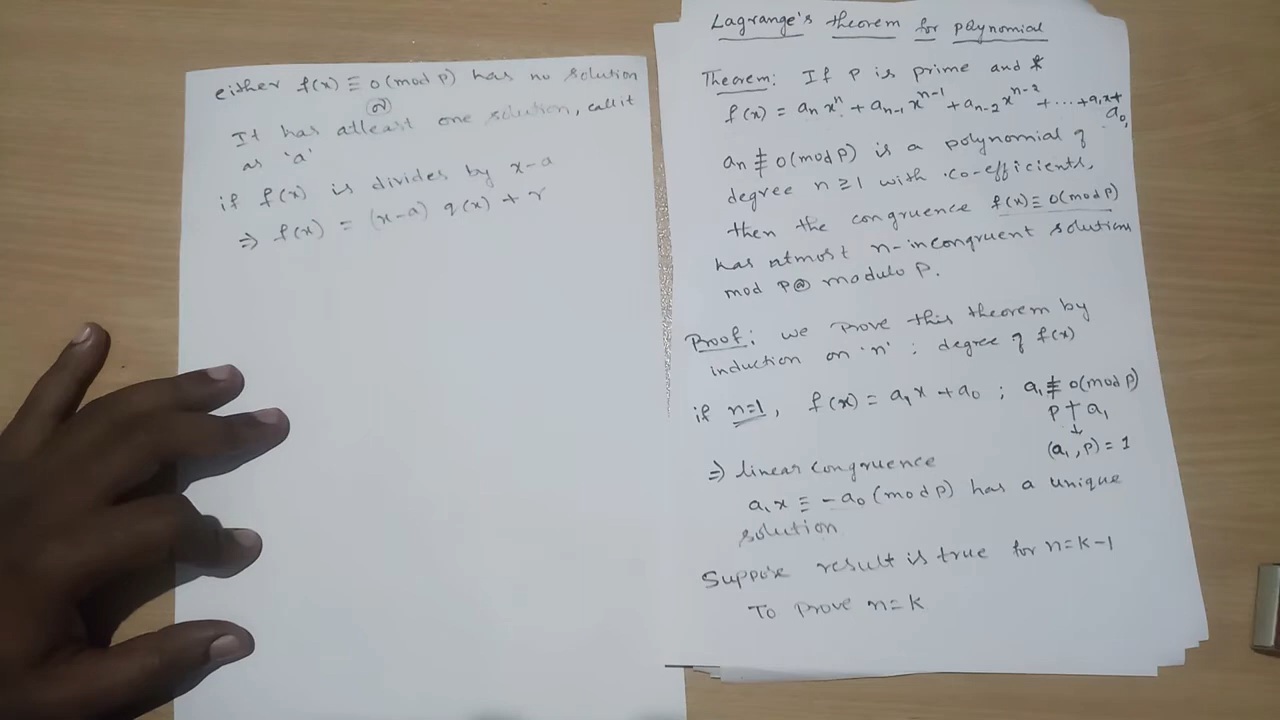 either f(x) ≡ 0 (mod P) has no solution
(or)
It has atleast one solution, call it
as 'a'
if f(x) is divides by x-a
⇒ f(x) = (x-a) q(x) + r
Lagrange's theorem for polynomial
Theorem: If P is prime and
f(x) = aₙxⁿ + aₙ₋₁xⁿ⁻¹ + aₙ₋₂xⁿ⁻² + ... + a₁x +
a₀,
aₙ ≢ 0 (mod P) is a polynomial of
degree n ≥ 1 with co-efficients,
then the congruence f(x) ≡ 0 (mod P)
has atmost n-incongruent solutions
mod P (or) modulo P.
Proof: we prove this theorem by
induction on 'n' ; degree of f(x)
if n=1, f(x) = a₁x + a₀ ; a₁ ≢ 0 (mod P)
P † a₁
↓
(a₁, P) = 1
⇒ linear congruence
a₁x ≡ -a₀ (mod P) has a unique
solution
Suppose result is true for n=k-1
To prove n=k